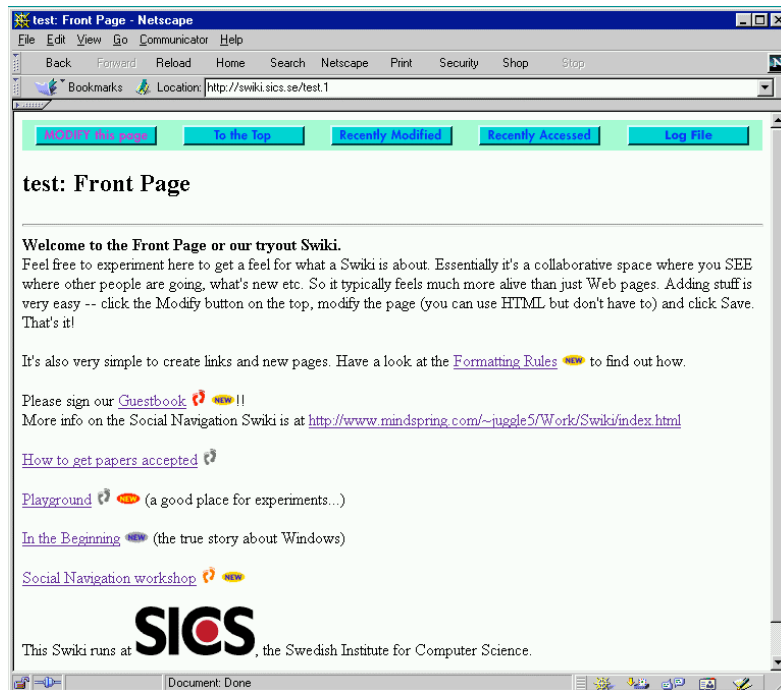 test: Front Page - Netscape
File Edit View Go Communicator Help
Back Forward Reload Home Search Netscape Print Security Shop Stop
N
Bookmarks Location: http://swiki.sics.se/test.1
MODIFY this page To the Top Recently Modified Recently Accessed Log File
test: Front Page
Welcome to the Front Page or our tryout Swiki.
Feel free to experiment here to get a feel for what a Swiki is about. Essentially it's a collaborative space where you SEE
where other people are going, what's new etc. So it typically feels much more alive than just Web pages. Adding stuff is
very easy -- click the Modify button on the top, modify the page (you can use HTML but don't have to) and click Save.
That's it!
It's also very simple to create links and new pages. Have a look at the Formatting Rules NEW to find out how.
Please sign our Guestbook NEW !!
More info on the Social Navigation Swiki is at http://www.mindspring.com/~juggle5/Work/Swiki/index.html
How to get papers accepted
Playground NEW (a good place for experiments...)
In the Beginning NEW (the true story about Windows)
Social Navigation workshop NEW
This Swiki runs at SICS, the Swedish Institute for Computer Science.
Document: Done